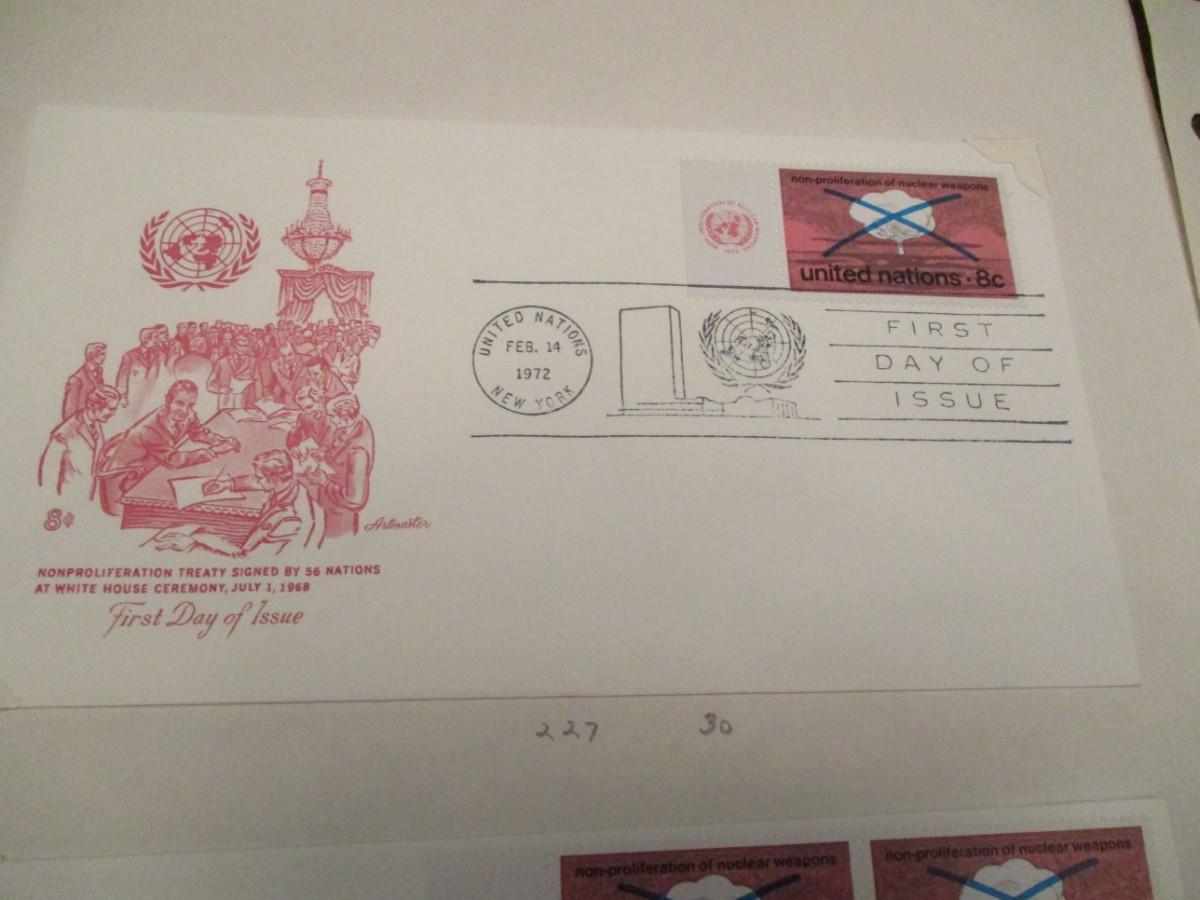 non-proliferation of nuclear weapons
united nations · 8c
UNITED NATIONS
FEB. 14
1972
NEW YORK
FIRST
DAY OF
ISSUE
8¢
Artmaster
NONPROLIFERATION TREATY SIGNED BY 56 NATIONS
AT WHITE HOUSE CEREMONY, JULY 1, 1968
First Day of Issue
227 30
non-proliferation of nuclear weapons
non-proliferation of nuclear weapons